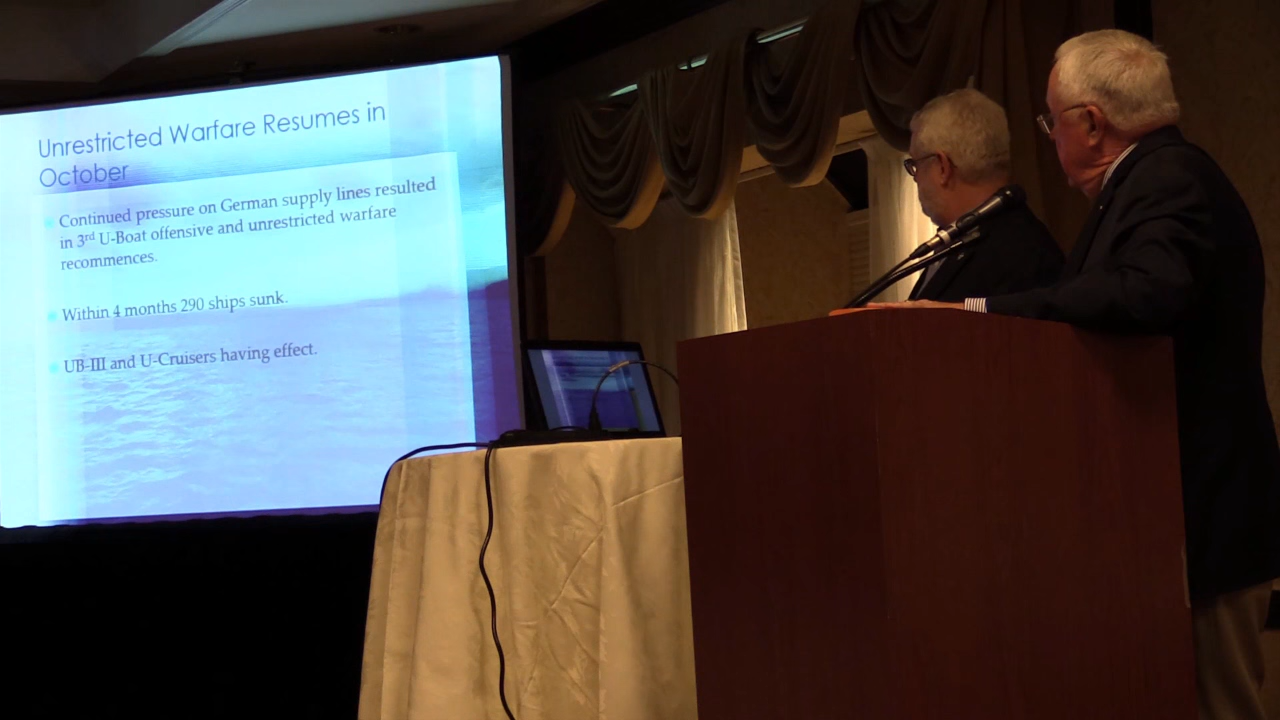 Unrestricted Warfare Resumes in
October
Continued pressure on German supply lines resulted
in 3rd U-Boat offensive and unrestricted warfare
recommences.
Within 4 months 290 ships sunk.
UB-III and U-Cruisers having effect.